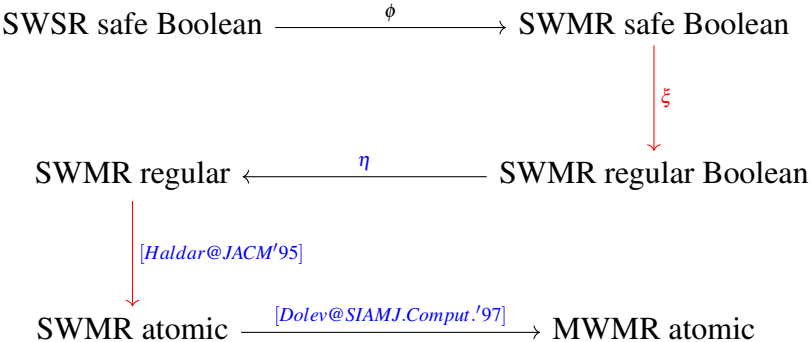 SWSR safe Boolean ϕ SWMR safe Boolean
ξ
SWMR regular η SWMR regular Boolean
[Haldar@JACM′95]
SWMR atomic [Dolev@SIAMJ.Comput.′97] MWMR atomic